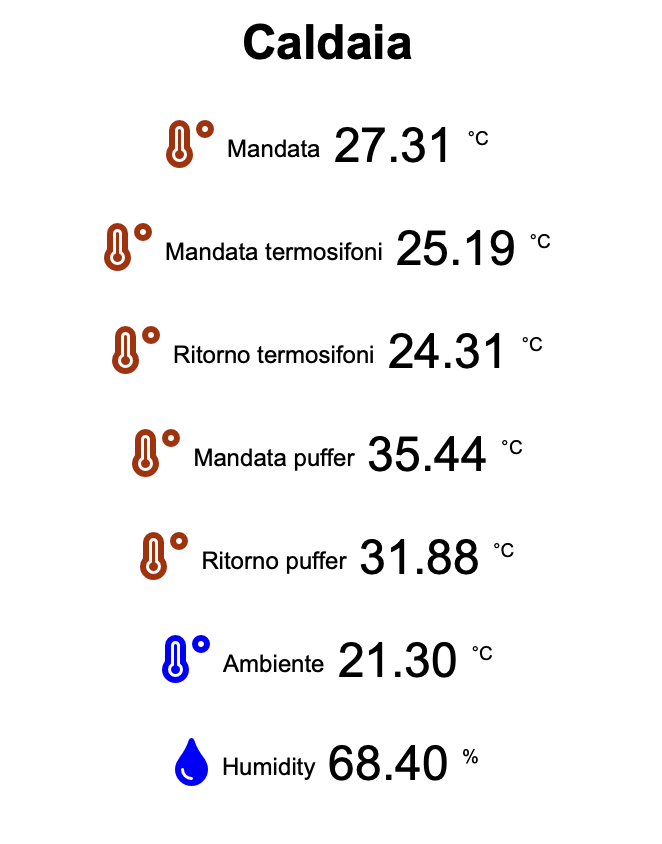 Caldaia
Mandata 27.31 °C
Mandata termosifoni 25.19 °C
Ritorno termosifoni 24.31 °C
Mandata puffer 35.44 °C
Ritorno puffer 31.88 °C
Ambiente 21.30 °C
Humidity 68.40 %